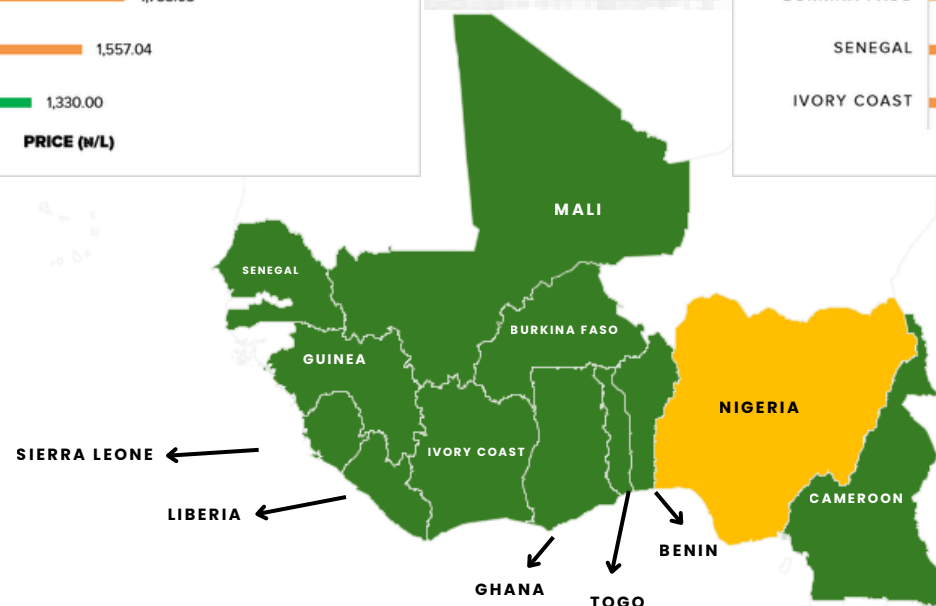 1,557.04
1,330.00
PRICE (₦/L)
SENEGAL
IVORY COAST
MALI
SENEGAL
BURKINA FASO
GUINEA
NIGERIA
IVORY COAST
SIERRA LEONE
CAMEROON
LIBERIA
BENIN
GHANA
TOGO